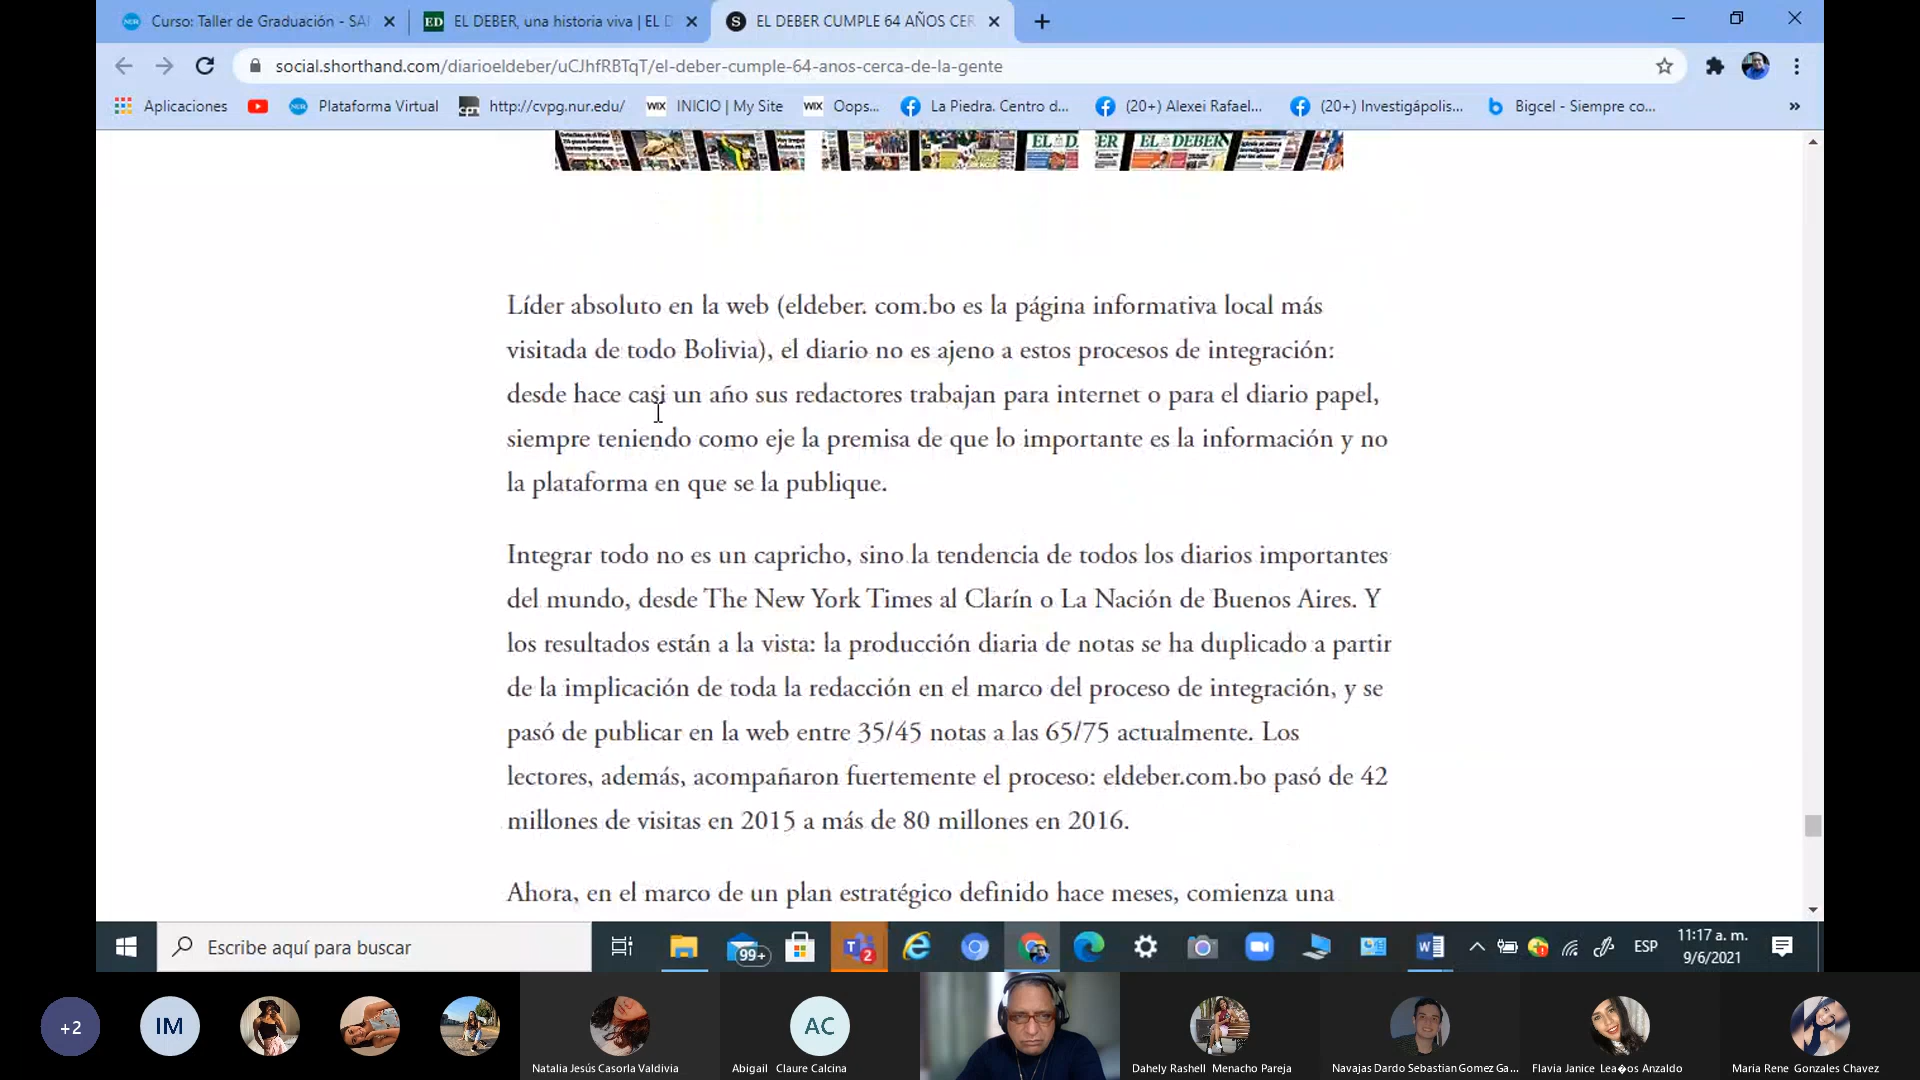 Curso: Taller de Graduación - SAI
EL DEBER, una historia viva | EL D
EL DEBER CUMPLE 64 AÑOS CER
social.shorthand.com/diarioeldeber/uCJhfRBTqT/el-deber-cumple-64-anos-cerca-de-la-gente
Aplicaciones
Plataforma Virtual
http://cvpg.nur.edu/
INICIO | My Site
Oops...
La Piedra. Centro d...
(20+) Alexei Rafael...
(20+) Investigápolis...
Bigcel - Siempre co...
Líder absoluto en la web (eldeber. com.bo es la página informativa local más
visitada de todo Bolivia), el diario no es ajeno a estos procesos de integración:
desde hace casi un año sus redactores trabajan para internet o para el diario papel,
siempre teniendo como eje la premisa de que lo importante es la información y no
la plataforma en que se la publique.
Integrar todo no es un capricho, sino la tendencia de todos los diarios importantes
del mundo, desde The New York Times al Clarín o La Nación de Buenos Aires. Y
los resultados están a la vista: la producción diaria de notas se ha duplicado a partir
de la implicación de toda la redacción en el marco del proceso de integración, y se
pasó de publicar en la web entre 35/45 notas a las 65/75 actualmente. Los
lectores, además, acompañaron fuertemente el proceso: eldeber.com.bo pasó de 42
millones de visitas en 2015 a más de 80 millones en 2016.
Ahora, en el marco de un plan estratégico definido hace meses, comienza una
Escribe aquí para buscar
99+
2
ESP
11:17 a. m.
9/6/2021
+2
IM
AC
Natalia Jesús Casorla Valdivia
Abigail Claure Calcina
Dahely Rashell Menacho Pareja
Navajas Dardo Sebastian Gomez Ga...
Flavia Janice Lea�os Anzaldo
Maria Rene Gonzales Chavez